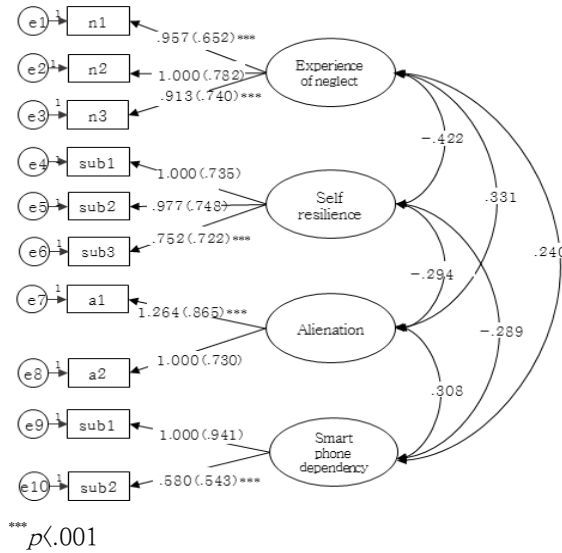 e1 1 n1
.957(.652)***
e2 1 n2
1.000(.782)
Experience
of neglect
e3 1 n3
.913(.740)***
-.422
e4 1 sub1
1.000(.735)
Self
resilience
.331
e5 1 sub2
.977(.748)
e6 1 sub3
.752(.722)***
.240
-.294
e7 1 a1
1.264(.865)***
Alienation
-.289
e8 1 a2
1.000(.730)
.308
e9 1 sub1
1.000(.941)
Smart
phone
dependency
e10 1 sub2
.580(.543)***
***p<.001